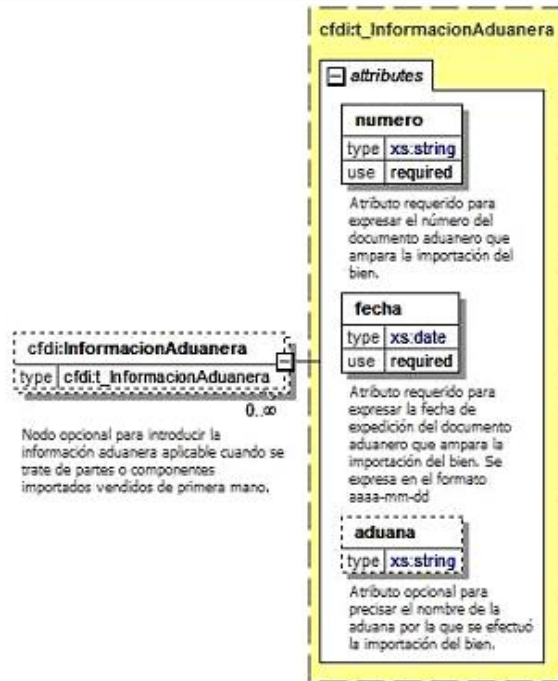 cfdi:t_InformacionAduanera
attributes
numero
type xs:string
use required
Atributo requerido para
expresar el número del
documento aduanero que
ampara la importación del
bien.
fecha
type xs:date
use required
Atributo requerido para
expresar la fecha de
expedición del documento
aduanero que ampara la
importación del bien. Se
expresa en el formato
aaaa-mm-dd
aduana
type xs:string
Atributo opcional para
precisar el nombre de la
aduana por la que se efectuó
la importación del bien.
cfdi:InformacionAduanera
type cfdi:t_InformacionAduanera
0..∞
Nodo opcional para introducir la
información aduanera aplicable cuando se
trate de partes o componentes
importados vendidos de primera mano.